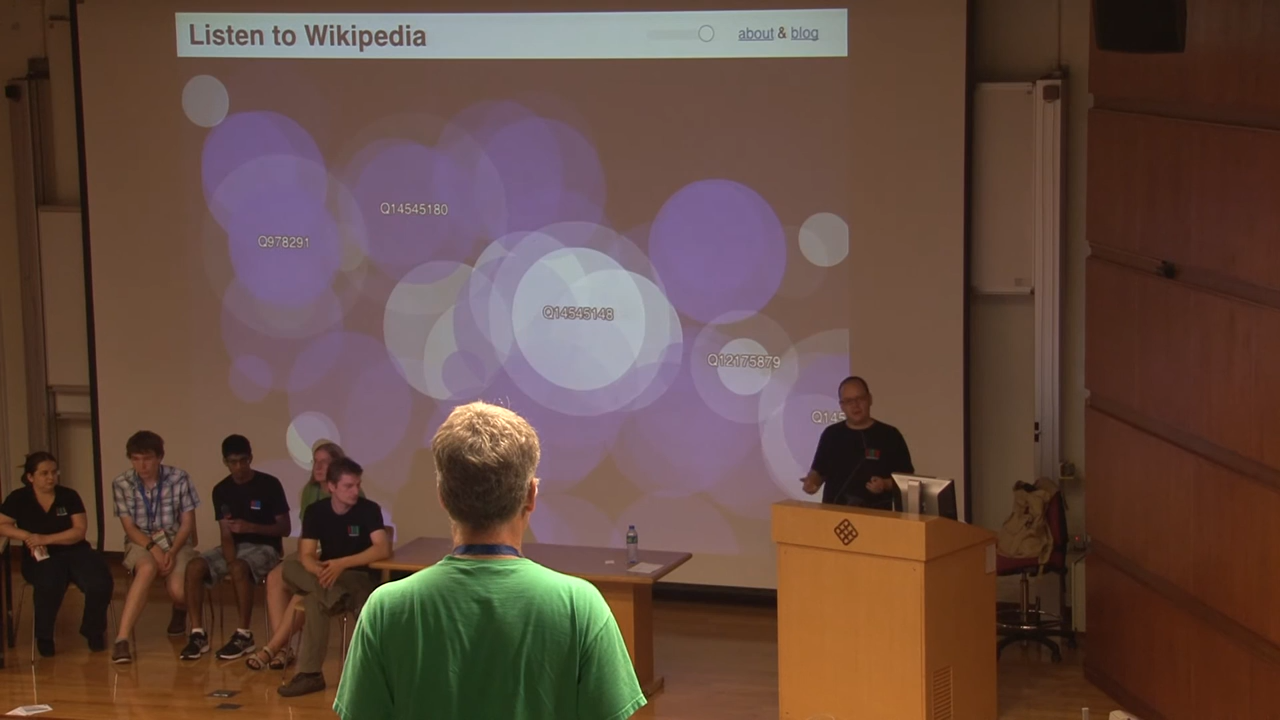 Listen to Wikipedia
about & blog
Q14545180
Q978291
Q14545148
Q12175879